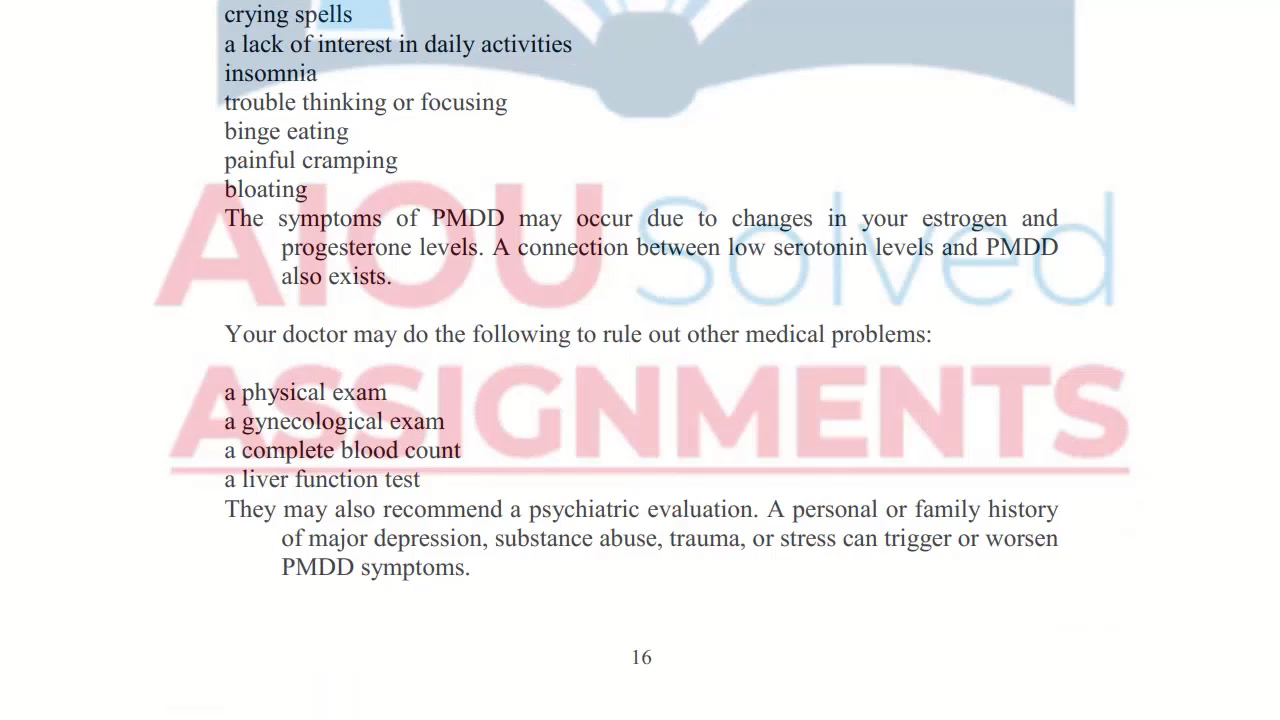 crying spells
a lack of interest in daily activities
insomnia
trouble thinking or focusing
binge eating
painful cramping
bloating
The symptoms of PMDD may occur due to changes in your estrogen and
progesterone levels. A connection between low serotonin levels and PMDD
also exists.
Your doctor may do the following to rule out other medical problems:
a physical exam
a gynecological exam
a complete blood count
a liver function test
They may also recommend a psychiatric evaluation. A personal or family history
of major depression, substance abuse, trauma, or stress can trigger or worsen
PMDD symptoms.
16
AIOU Solved
ASSIGNMENTS